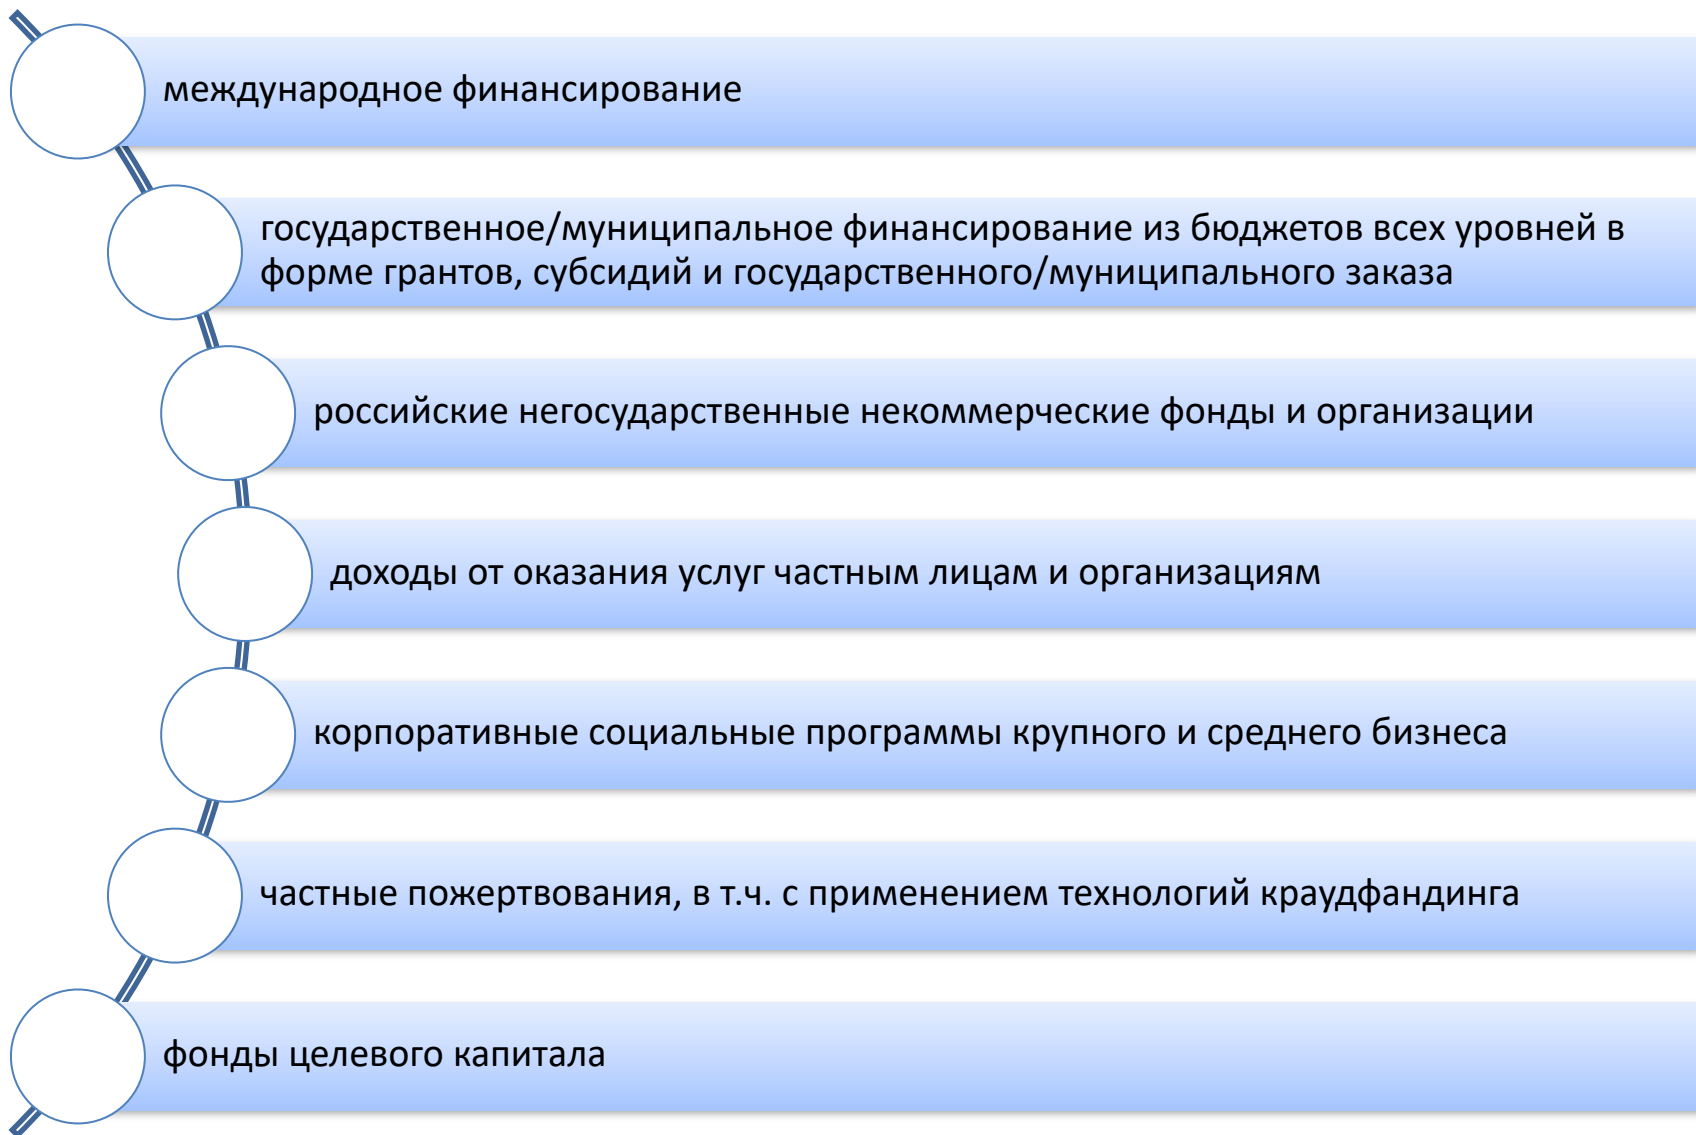 международное финансирование
государственное/муниципальное финансирование из бюджетов всех уровней в
форме грантов, субсидий и государственного/муниципального заказа
российские негосударственные некоммерческие фонды и организации
доходы от оказания услуг частным лицам и организациям
корпоративные социальные программы крупного и среднего бизнеса
частные пожертвования, в т.ч. с применением технологий краудфандинга
фонды целевого капитала